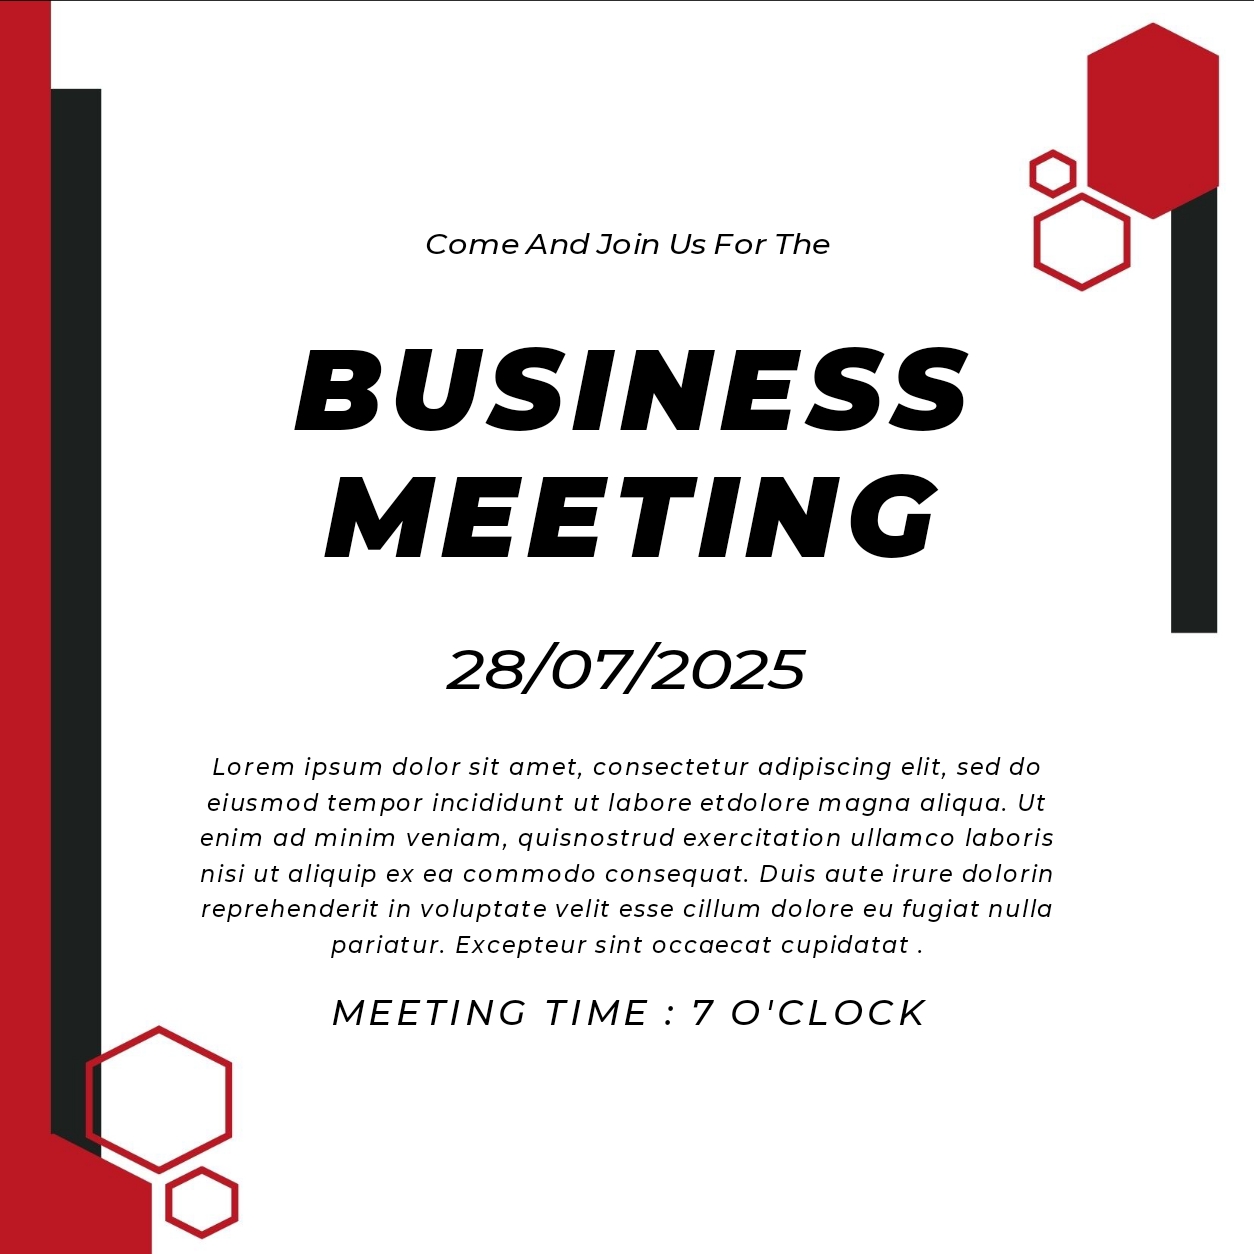 Come And Join Us For The
BUSINESS
MEETING
28/07/2025
Lorem ipsum dolor sit amet, consectetur adipiscing elit, sed do
eiusmod tempor incididunt ut labore etdolore magna aliqua. Ut
enim ad minim veniam, quisnostrud exercitation ullamco laboris
nisi ut aliquip ex ea commodo consequat. Duis aute irure dolorin
reprehenderit in voluptate velit esse cillum dolore eu fugiat nulla
pariatur. Excepteur sint occaecat cupidatat .
MEETING TIME : 7 O'CLOCK